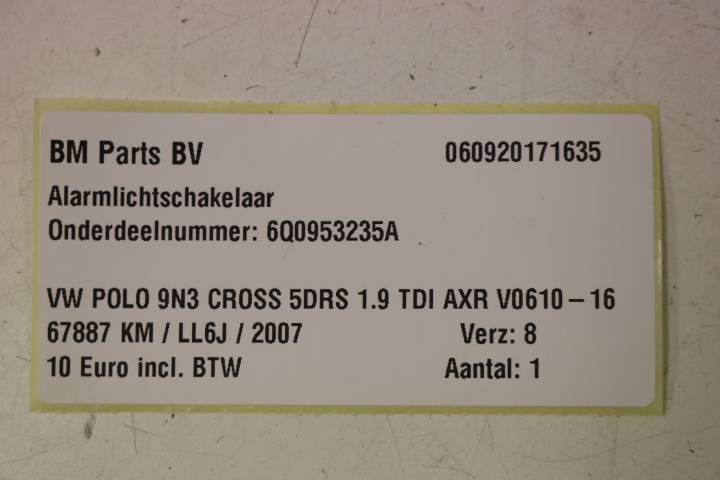 BM Parts BV 060920171635
Alarmlichtschakelaar
Onderdeelnummer: 6Q0953235A
VW POLO 9N3 CROSS 5DRS 1.9 TDI AXR V0610 – 16
67887 KM / LL6J / 2007 Verz: 8
10 Euro incl. BTW Aantal: 1